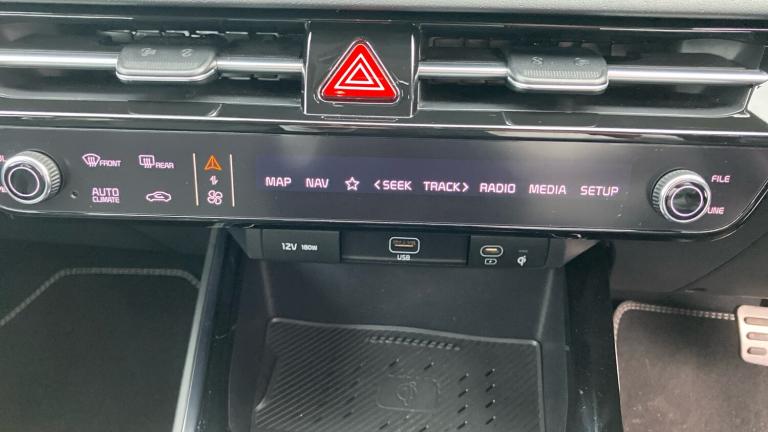 FRONT REAR
AUTO
CLIMATE
MAP NAV < SEEK TRACK > RADIO MEDIA SETUP
FILE
12V 180W
USB